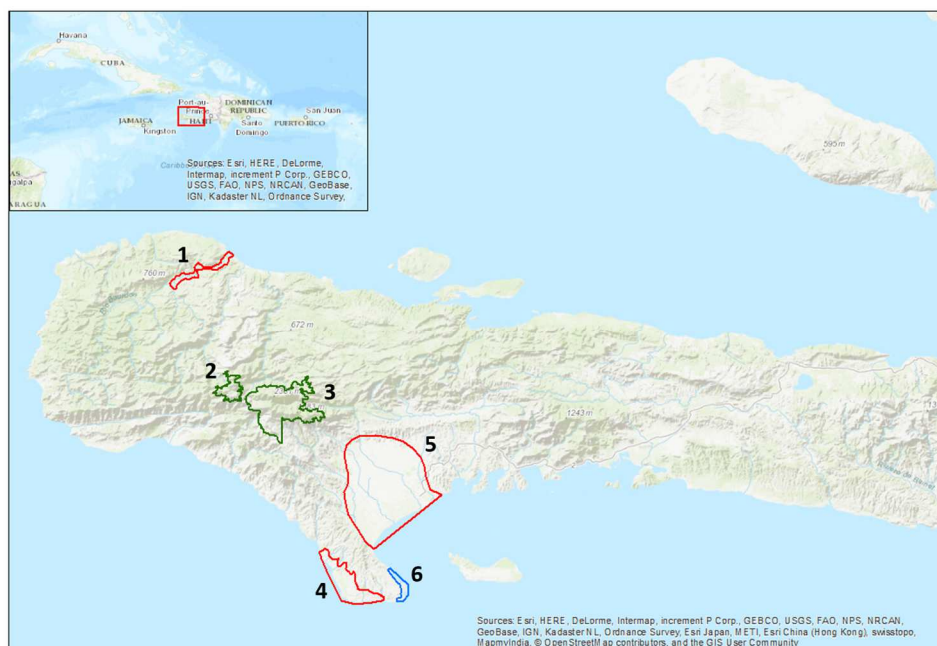 Havana
CUBA
Port-au-
Prince
DOMINICAN
REPUBLIC
San Juan
JAMAICA
HAITI
Kingston
Santo
Domingo
PUERTO RICO
Sources: Esri, HERE, DeLorme,
Intermap, increment P Corp., GEBCO,
USGS, FAO, NPS, NRCAN, GeoBase,
IGN, Kadaster NL, Ordnance Survey,
galpa
ARAGUA
595 m
1
760 m
672 m
2
3
1243 m
5
4
6
Sources: Esri, HERE, DeLorme, Intermap, increment P Corp., GEBCO, USGS, FAO, NPS, NRCAN,
GeoBase, IGN, Kadaster NL, Ordnance Survey, Esri Japan, METI, Esri China (Hong Kong), swisstopo,
MapmyIndia, © OpenStreetMap contributors, and the GIS User Community